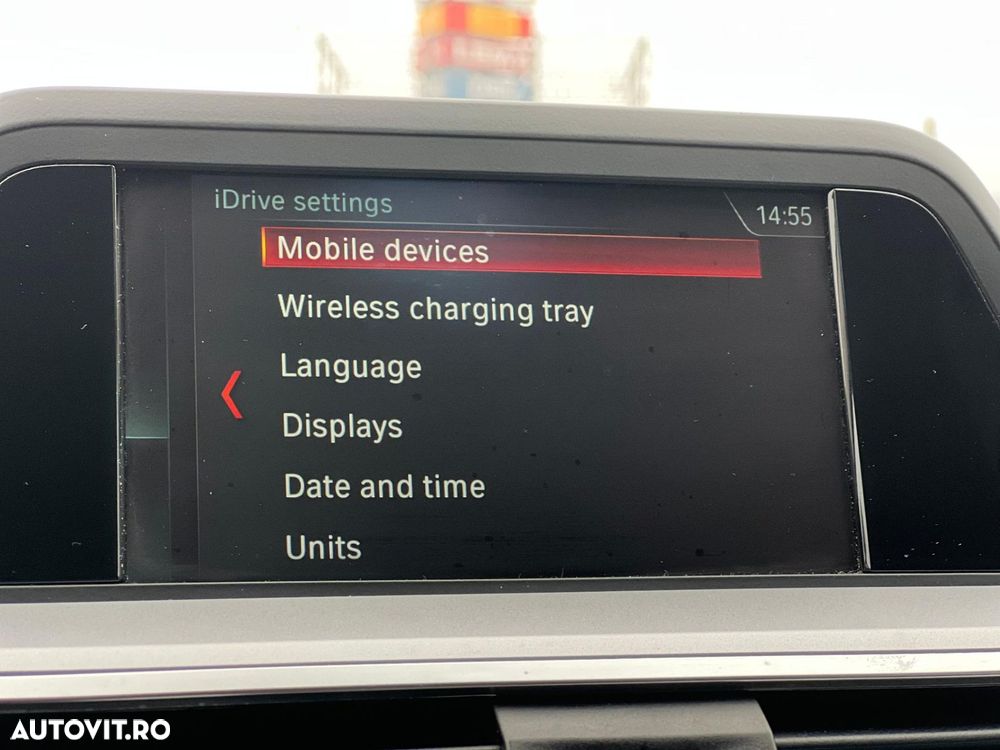 iDrive settings
14:55
Mobile devices
Wireless charging tray
Language
Displays
Date and time
Units
AUTOVIT.RO